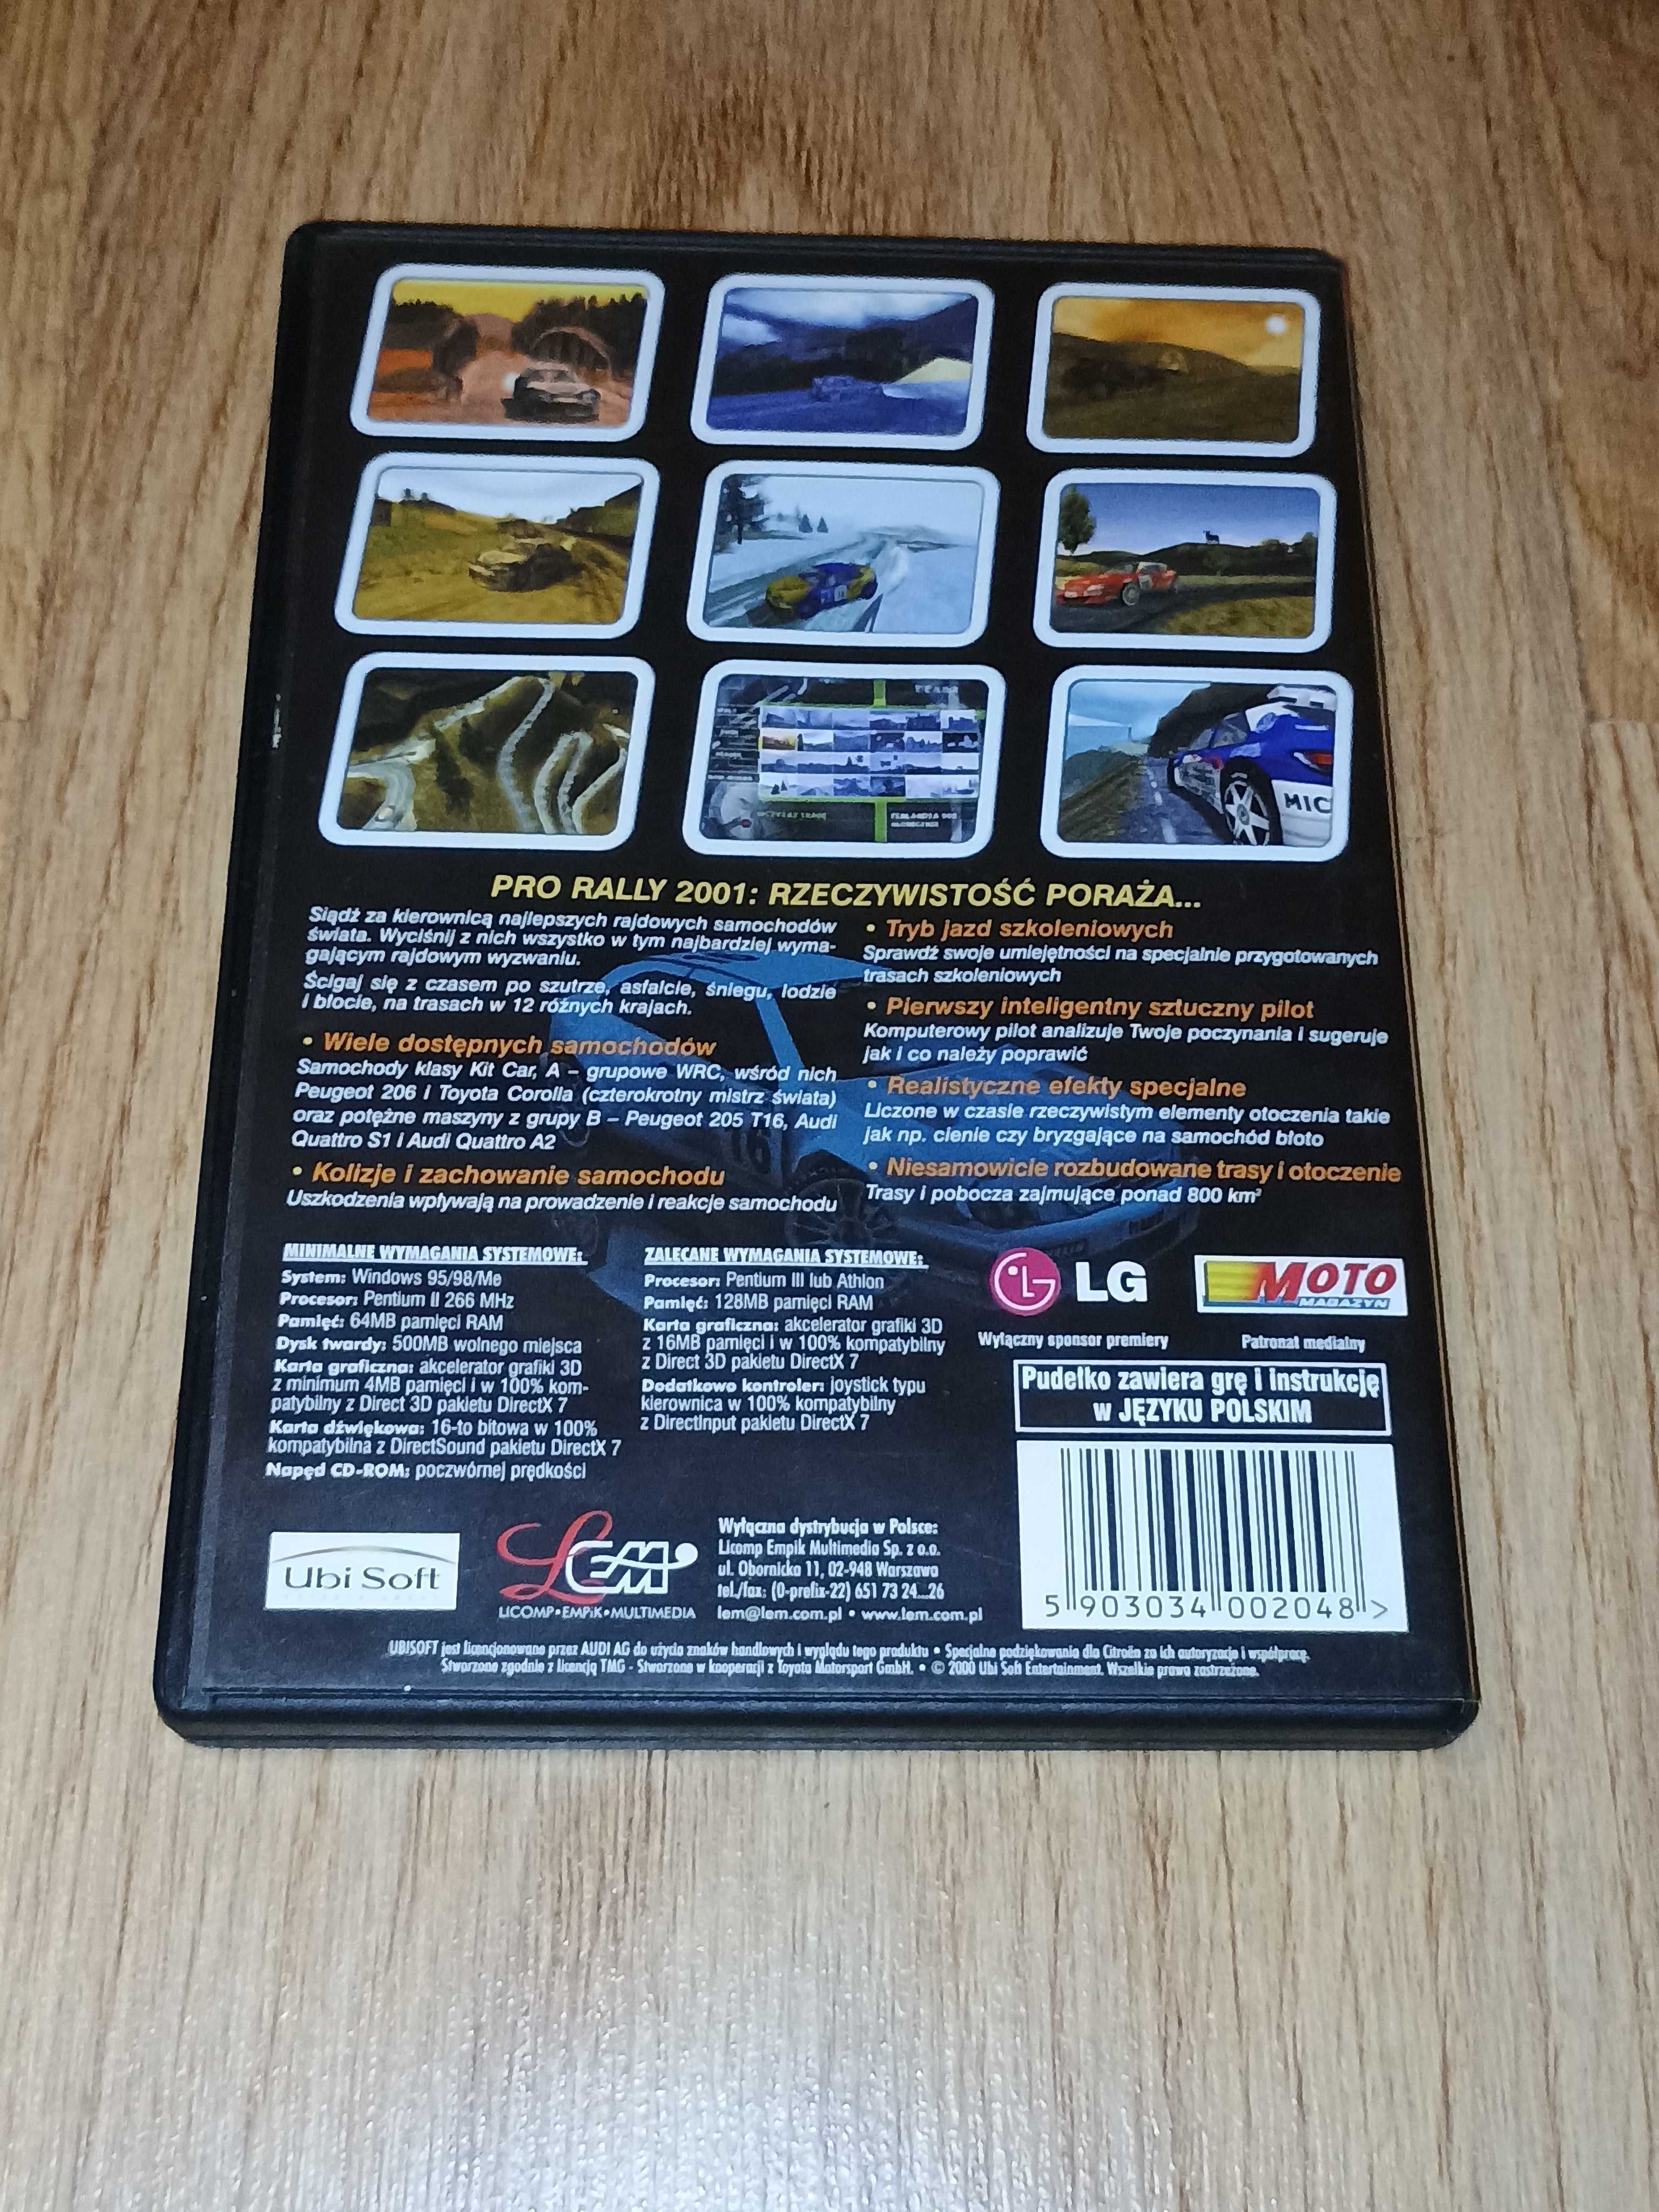 MIC
PRO RALLY 2001: RZECZYWISTOŚĆ PORAŻA...
Siądź za kierownicą najlepszych rajdowych samochodów
świata. Wyciśnij z nich wszystko w tym najbardziej wyma-
gającym rajdowym wyzwaniu.
Ścigaj się z czasem po szutrze, asfalcie, śniegu, lodzie
i błocie, na trasach w 12 różnych krajach.
• Wiele dostępnych samochodów
Samochody klasy Kit Car, A – grupowe WRC, wśród nich
Peugeot 206 i Toyota Corolla (czterokrotny mistrz świata)
oraz potężne maszyny z grupy B – Peugeot 205 T16, Audi
Quattro S1 i Audi Quattro A2
• Kolizje i zachowanie samochodu
Uszkodzenia wpływają na prowadzenie i reakcje samochodu
• Tryb jazd szkoleniowych
Sprawdź swoje umiejętności na specjalnie przygotowanych
trasach szkoleniowych
• Pierwszy inteligentny sztuczny pilot
Komputerowy pilot analizuje Twoje poczynania i sugeruje
jak i co należy poprawić
• Realistyczne efekty specjalne
Liczone w czasie rzeczywistym elementy otoczenia takie
jak np. cienie czy bryzgające na samochód błoto
• Niesamowicie rozbudowane trasy i otoczenie
Trasy i pobocza zajmujące ponad 800 km²
16
MINIMALNE WYMAGANIA SYSTEMOWE:
System: Windows 95/98/Me
Procesor: Pentium II 266 MHz
Pamięć: 64MB pamięci RAM
Dysk twardy: 500MB wolnego miejsca
Karta graficzna: akcelerator grafiki 3D
z minimum 4MB pamięci i w 100% kom-
patybilny z Direct 3D pakietu DirectX 7
Karta dźwiękowa: 16-to bitowa w 100%
kompatybilna z DirectSound pakietu DirectX 7
Napęd CD-ROM: poczwórnej prędkości
ZALECANE WYMAGANIA SYSTEMOWE:
Procesor: Pentium III lub Athlon
Pamięć: 128MB pamięci RAM
Karta graficzna: akcelerator grafiki 3D
z 16MB pamięci i w 100% kompatybilny
z Direct 3D pakietu DirectX 7
Dodatkowo kontroler: joystick typu
kierownica w 100% kompatybilny
z DirectInput pakietu DirectX 7
LG
Wyłączny sponsor premiery
MOTO
MAGAZYN
Patronat medialny
Pudełko zawiera grę i instrukcję
w JĘZYKU POLSKIM
5 903034 002048 >
Ubi Soft
LEM
LICOMP•EMPiK•MULTIMEDIA
Wyłączna dystrybucja w Polsce:
Licomp Empik Multimedia Sp. z o.o.
ul. Obornicka 11, 02-948 Warszawa
tel./fax: (0-prefix-22) 651 73 24...26
lem@lem.com.pl • www.lem.com.pl
UBISOFT jest licencjonowane przez AUDI AG do użycia znaków handlowych i wyglądu tego produktu • Specjalne podziękowania dla Citroën za ich autoryzację i współpracę.
Stworzone zgodnie z licencją TMG - Stworzone w kooperacji z Toyota Motorsport GmbH. • © 2000 Ubi Soft Entertainment. Wszelkie prawa zastrzeżone.